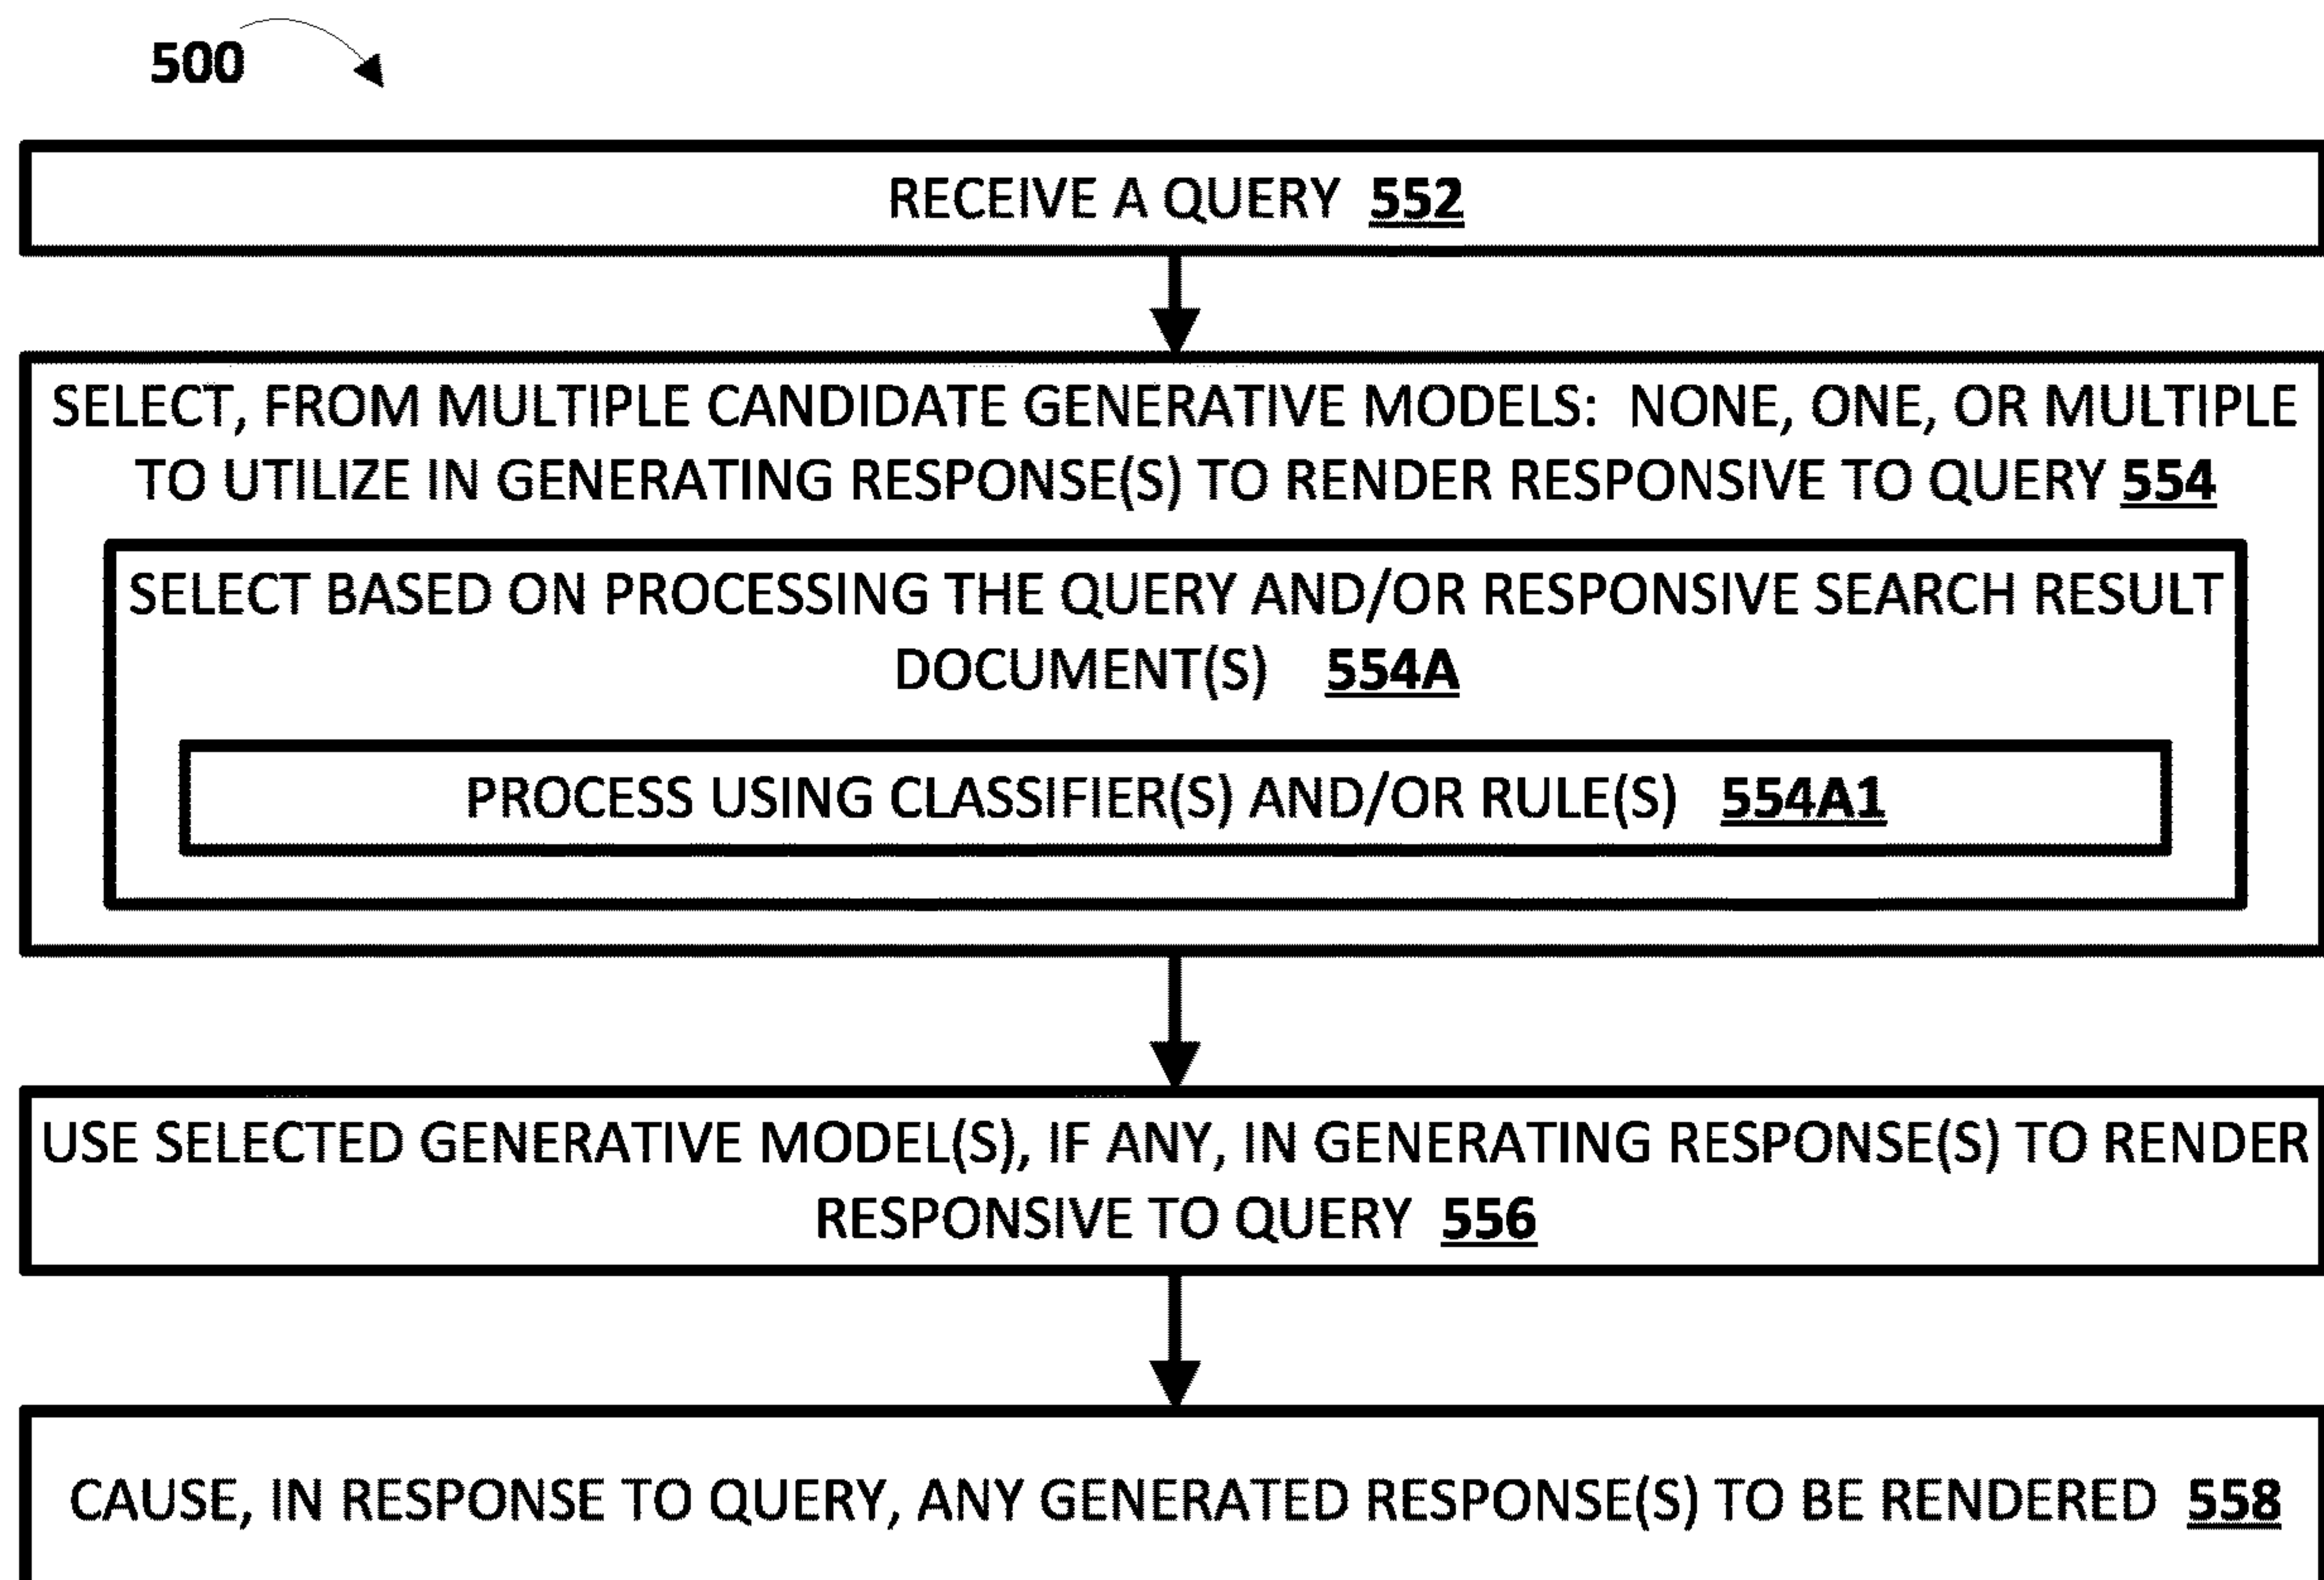 500
RECEIVE A QUERY 552
SELECT, FROM MULTIPLE CANDIDATE GENERATIVE MODELS: NONE, ONE, OR MULTIPLE
TO UTILIZE IN GENERATING RESPONSE(S) TO RENDER RESPONSIVE TO QUERY 554
SELECT BASED ON PROCESSING THE QUERY AND/OR RESPONSIVE SEARCH RESULT
DOCUMENT(S) 554A
PROCESS USING CLASSIFIER(S) AND/OR RULE(S) 554A1
USE SELECTED GENERATIVE MODEL(S), IF ANY, IN GENERATING RESPONSE(S) TO RENDER
RESPONSIVE TO QUERY 556
CAUSE, IN RESPONSE TO QUERY, ANY GENERATED RESPONSE(S) TO BE RENDERED 558